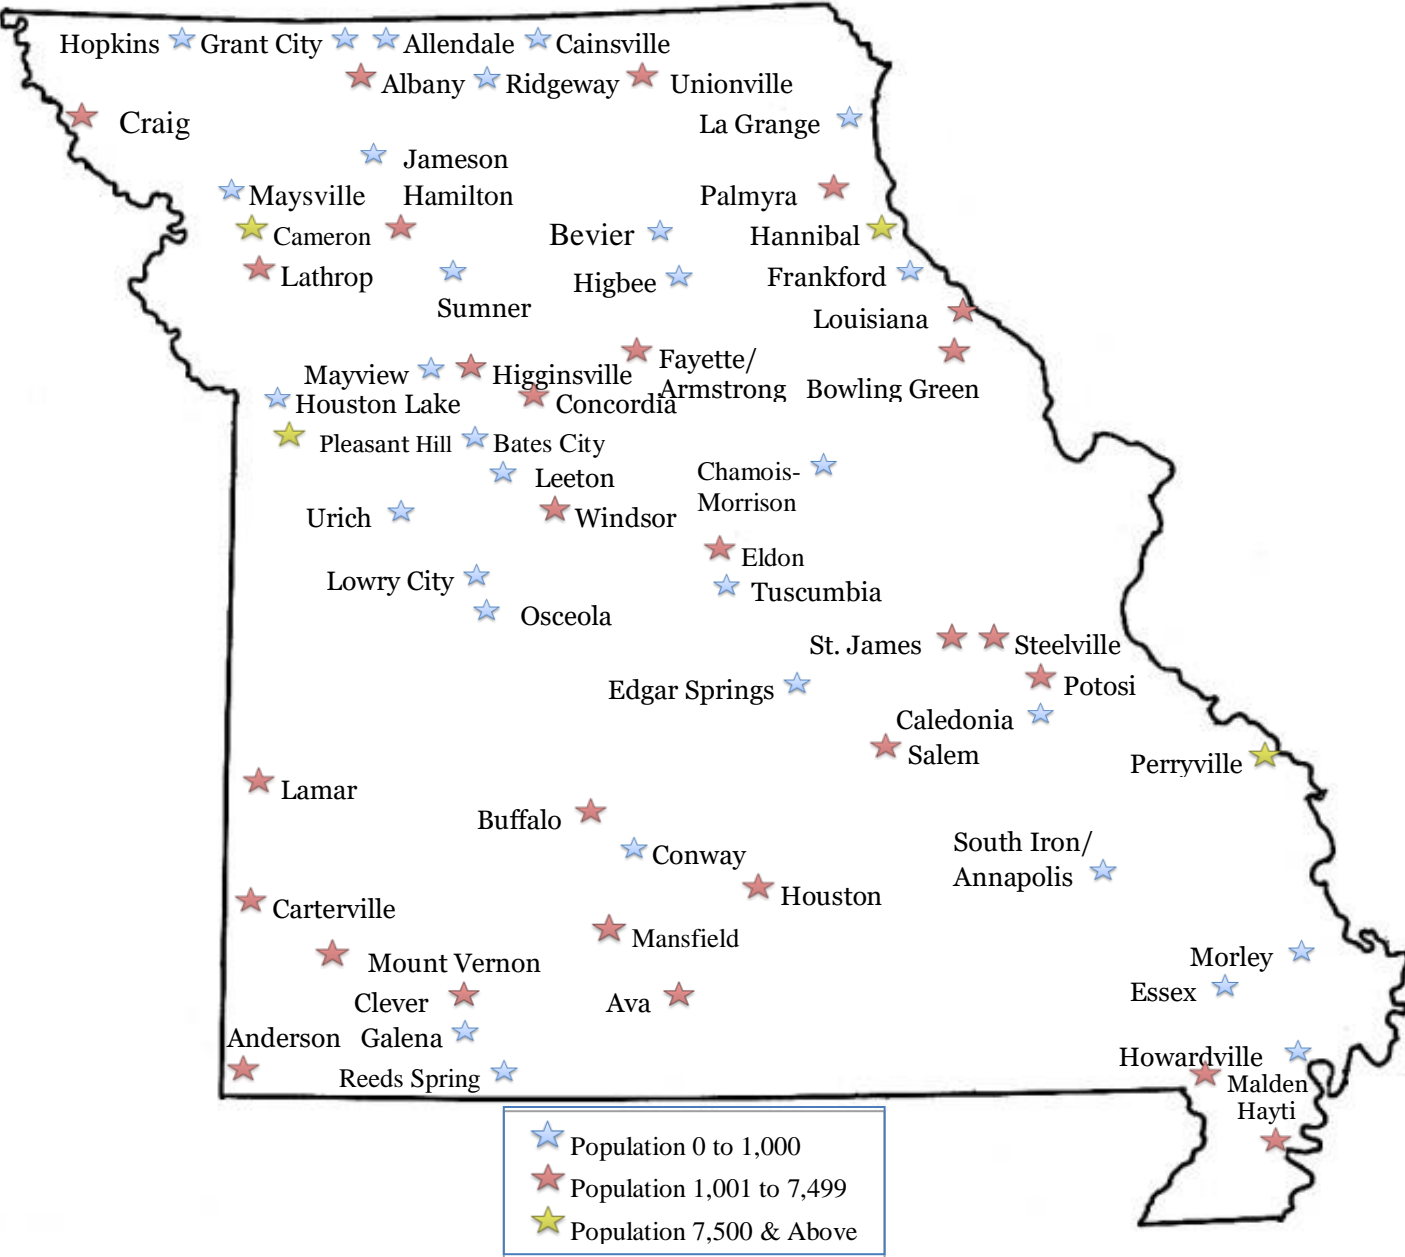 Hopkins Grant City Allendale Cainsville
Albany Ridgeway Unionville
Craig
La Grange
Jameson
Maysville Hamilton Palmyra
Cameron Bevier Hannibal
Lathrop Higbee Frankford
Sumner
Louisiana
Mayview Higginsville Fayette/
Armstrong Bowling Green
Houston Lake Concordia
Pleasant Hill Bates City
Leeton Chamois-
Morrison
Urich Windsor
Eldon
Lowry City Tuscumbia
Osceola
St. James Steelville
Edgar Springs Potosi
Caledonia
Salem Perryville
Lamar
Buffalo
Conway South Iron/
Annapolis
Houston
Carterville
Mansfield
Mount Vernon Morley
Clever Ava Essex
Anderson Galena
Reeds Spring Howardville
Malden
Hayti
Population 0 to 1,000
Population 1,001 to 7,499
Population 7,500 & Above